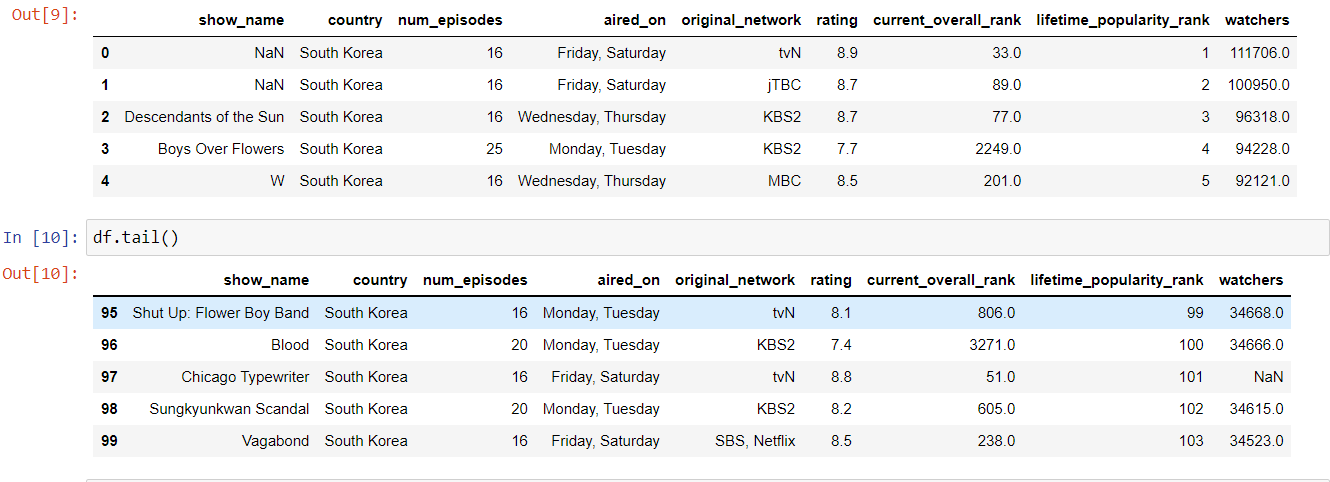 Out[9]:
show_name country num_episodes aired_on original_network rating current_overall_rank lifetime_popularity_rank watchers
0 NaN South Korea 16 Friday, Saturday tvN 8.9 33.0 1 111706.0
1 NaN South Korea 16 Friday, Saturday jTBC 8.7 89.0 2 100950.0
2 Descendants of the Sun South Korea 16 Wednesday, Thursday KBS2 8.7 77.0 3 96318.0
3 Boys Over Flowers South Korea 25 Monday, Tuesday KBS2 7.7 2249.0 4 94228.0
4 W South Korea 16 Wednesday, Thursday MBC 8.5 201.0 5 92121.0
In [10]: df.tail()
Out[10]:
show_name country num_episodes aired_on original_network rating current_overall_rank lifetime_popularity_rank watchers
95 Shut Up: Flower Boy Band South Korea 16 Monday, Tuesday tvN 8.1 806.0 99 34668.0
96 Blood South Korea 20 Monday, Tuesday KBS2 7.4 3271.0 100 34666.0
97 Chicago Typewriter South Korea 16 Friday, Saturday tvN 8.8 51.0 101 NaN
98 Sungkyunkwan Scandal South Korea 20 Monday, Tuesday KBS2 8.2 605.0 102 34615.0
99 Vagabond South Korea 16 Friday, Saturday SBS, Netflix 8.5 238.0 103 34523.0